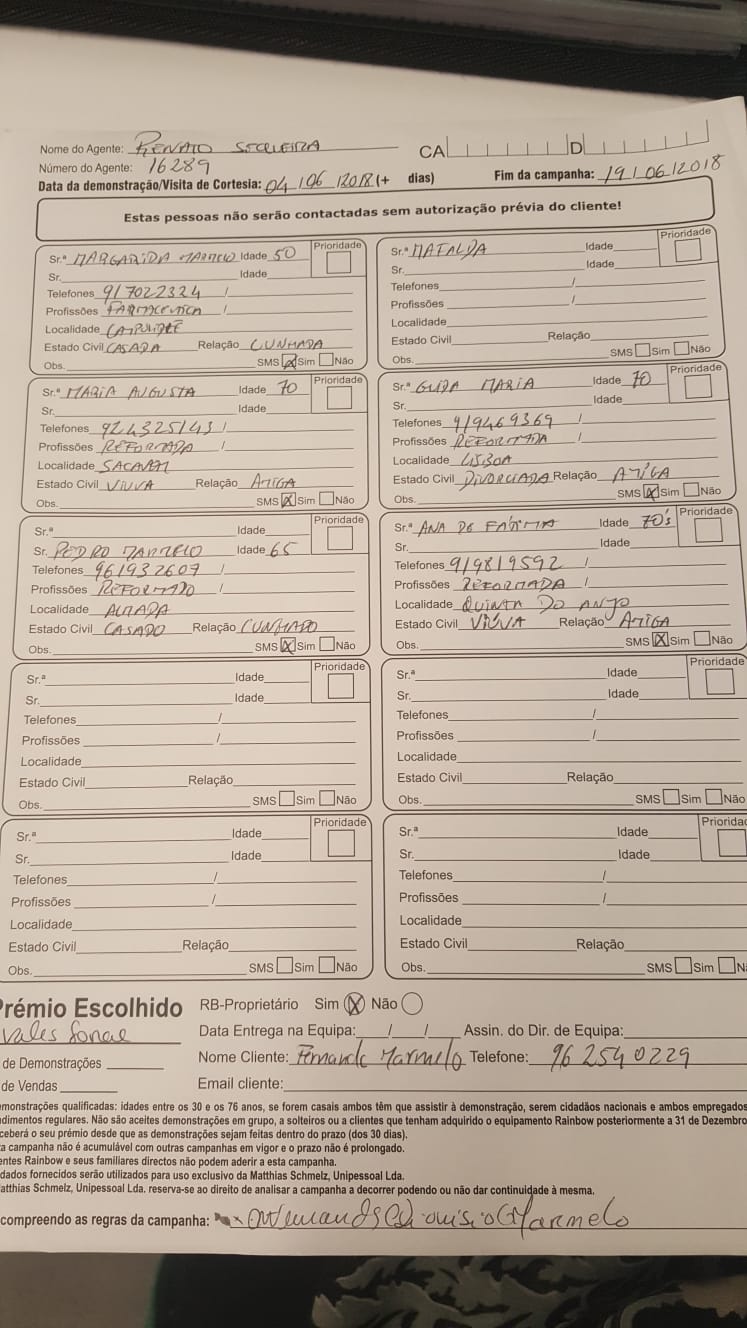 Nome do Agente: RENATO SEQUEIRA CA D
Número do Agente: 16289
Data da demonstração/Visita de Cortesia: 04/06/2018 (+ dias) Fim da campanha: 19/06/2018
Estas pessoas não serão contactadas sem autorização prévia do cliente!
Sr.ª MARGARIDA MARMELO Idade 50 Prioridade
Sr. Idade
Telefones 917022324 /
Profissões FARMACEUTICA /
Localidade
Estado Civil CASADA Relação CUNHADA
Obs. SMS X Sim Não
Sr.ª MAFALDA Idade Prioridade
Sr. Idade
Telefones /
Profissões /
Localidade
Estado Civil Relação
Obs. SMS Sim Não
Sr.ª MARIA AUGUSTA Idade 70 Prioridade
Sr. Idade
Telefones 924325143 /
Profissões REFORMADA /
Localidade SACAVEM
Estado Civil VIUVA Relação AMIGA
Obs. SMS X Sim Não
Sr.ª GUIDA MARIA Idade 70 Prioridade
Sr. Idade
Telefones 919469369 /
Profissões REFORMADA /
Localidade LISBOA
Estado Civil DIVORCIADA Relação AMIGA
Obs. SMS X Sim Não
Sr.ª Idade Prioridade
Sr. PEDRO MARMELO Idade 65
Telefones 961932607 /
Profissões REFORMADO /
Localidade ALMADA
Estado Civil CASADO Relação CUNHADO
Obs. SMS X Sim Não
Sr.ª ANA DE FÁTIMA Idade 70's Prioridade
Sr. Idade
Telefones 919819592 /
Profissões REFORMADA /
Localidade QUINTA DO ANJO
Estado Civil VIÚVA Relação AMIGA
Obs. SMS X Sim Não
Sr.ª Idade Prioridade
Sr. Idade
Telefones /
Profissões /
Localidade
Estado Civil Relação
Obs. SMS Sim Não
Sr.ª Idade Prioridade
Sr. Idade
Telefones /
Profissões /
Localidade
Estado Civil Relação
Obs. SMS Sim Não
Sr.ª Idade Prioridade
Sr. Idade
Telefones /
Profissões /
Localidade
Estado Civil Relação
Obs. SMS Sim Não
Sr.ª Idade Priorida
Sr. Idade
Telefones /
Profissões /
Localidade
Estado Civil Relação
Obs. SMS Sim N
Prémio Escolhido RB-Proprietário Sim X Não
vales Sonae Data Entrega na Equipa: / / Assin. do Dir. de Equipa:
de Demonstrações Nome Cliente: Fernanda Marmelo Telefone: 962540229
de Vendas Email cliente:
emonstrações qualificadas: idades entre os 30 e os 76 anos, se forem casais ambos têm que assistir à demonstração, serem cidadãos nacionais e ambos empregados
ndimentos regulares. Não são aceites demonstrações em grupo, a solteiros ou a clientes que tenham adquirido o equipamento Rainbow posteriormente a 31 de Dezembro
ceberá o seu prémio desde que as demonstrações sejam feitas dentro do prazo (dos 30 dias).
ta campanha não é acumulável com outras campanhas em vigor e o prazo não é prolongado.
entes Rainbow e seus familiares directos não podem aderir a esta campanha.
dados fornecidos serão utilizados para uso exclusivo da Matthias Schmelz, Unipessoal Lda.
atthias Schmelz, Unipessoal Lda. reserva-se ao direito de analisar a campanha a decorrer podendo ou não dar continuidade à mesma.
compreendo as regras da campanha: Marmelo